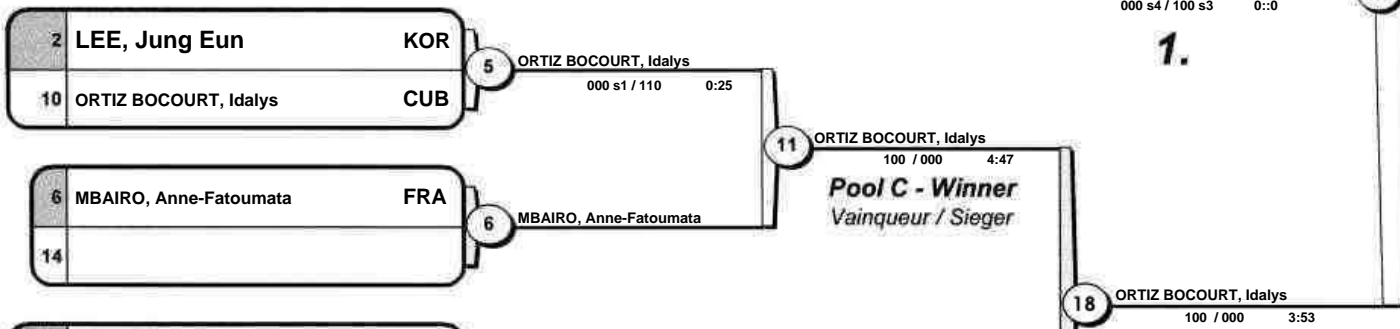 000 s4 / 100 s3 0::0
1.
2 LEE, Jung Eun KOR
5 ORTIZ BOCOURT, Idalys
000 s1 / 110 0:25
10 ORTIZ BOCOURT, Idalys CUB
11 ORTIZ BOCOURT, Idalys
100 / 000 4:47
Pool C - Winner
Vainqueur / Sieger
6 MBAIRO, Anne-Fatoumata FRA
6 MBAIRO, Anne-Fatoumata
14
18 ORTIZ BOCOURT, Idalys
100 / 000 3:53